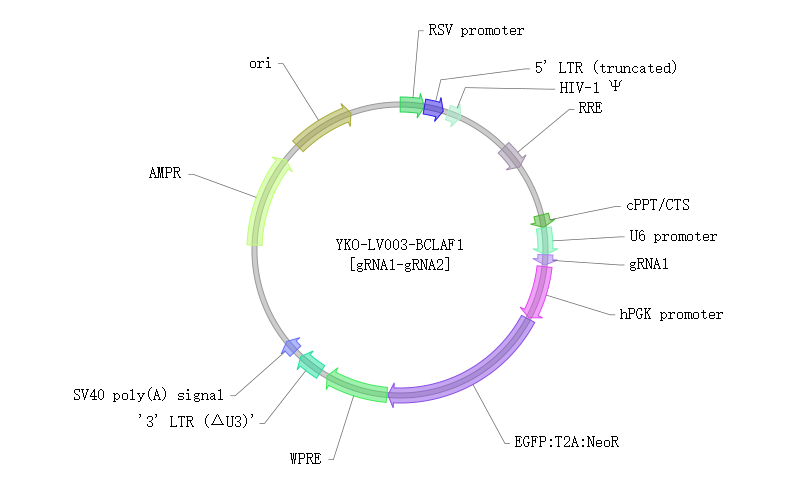 RSV promoter
ori
5' LTR (truncated)
HIV-1 Ψ
RRE
AMPR
cPPT/CTS
U6 promoter
YKO-LV003-BCLAF1
[gRNA1-gRNA2]
gRNA1
hPGK promoter
SV40 poly(A) signal
'3' LTR (ΔU3)'
EGFP:T2A:NeoR
WPRE